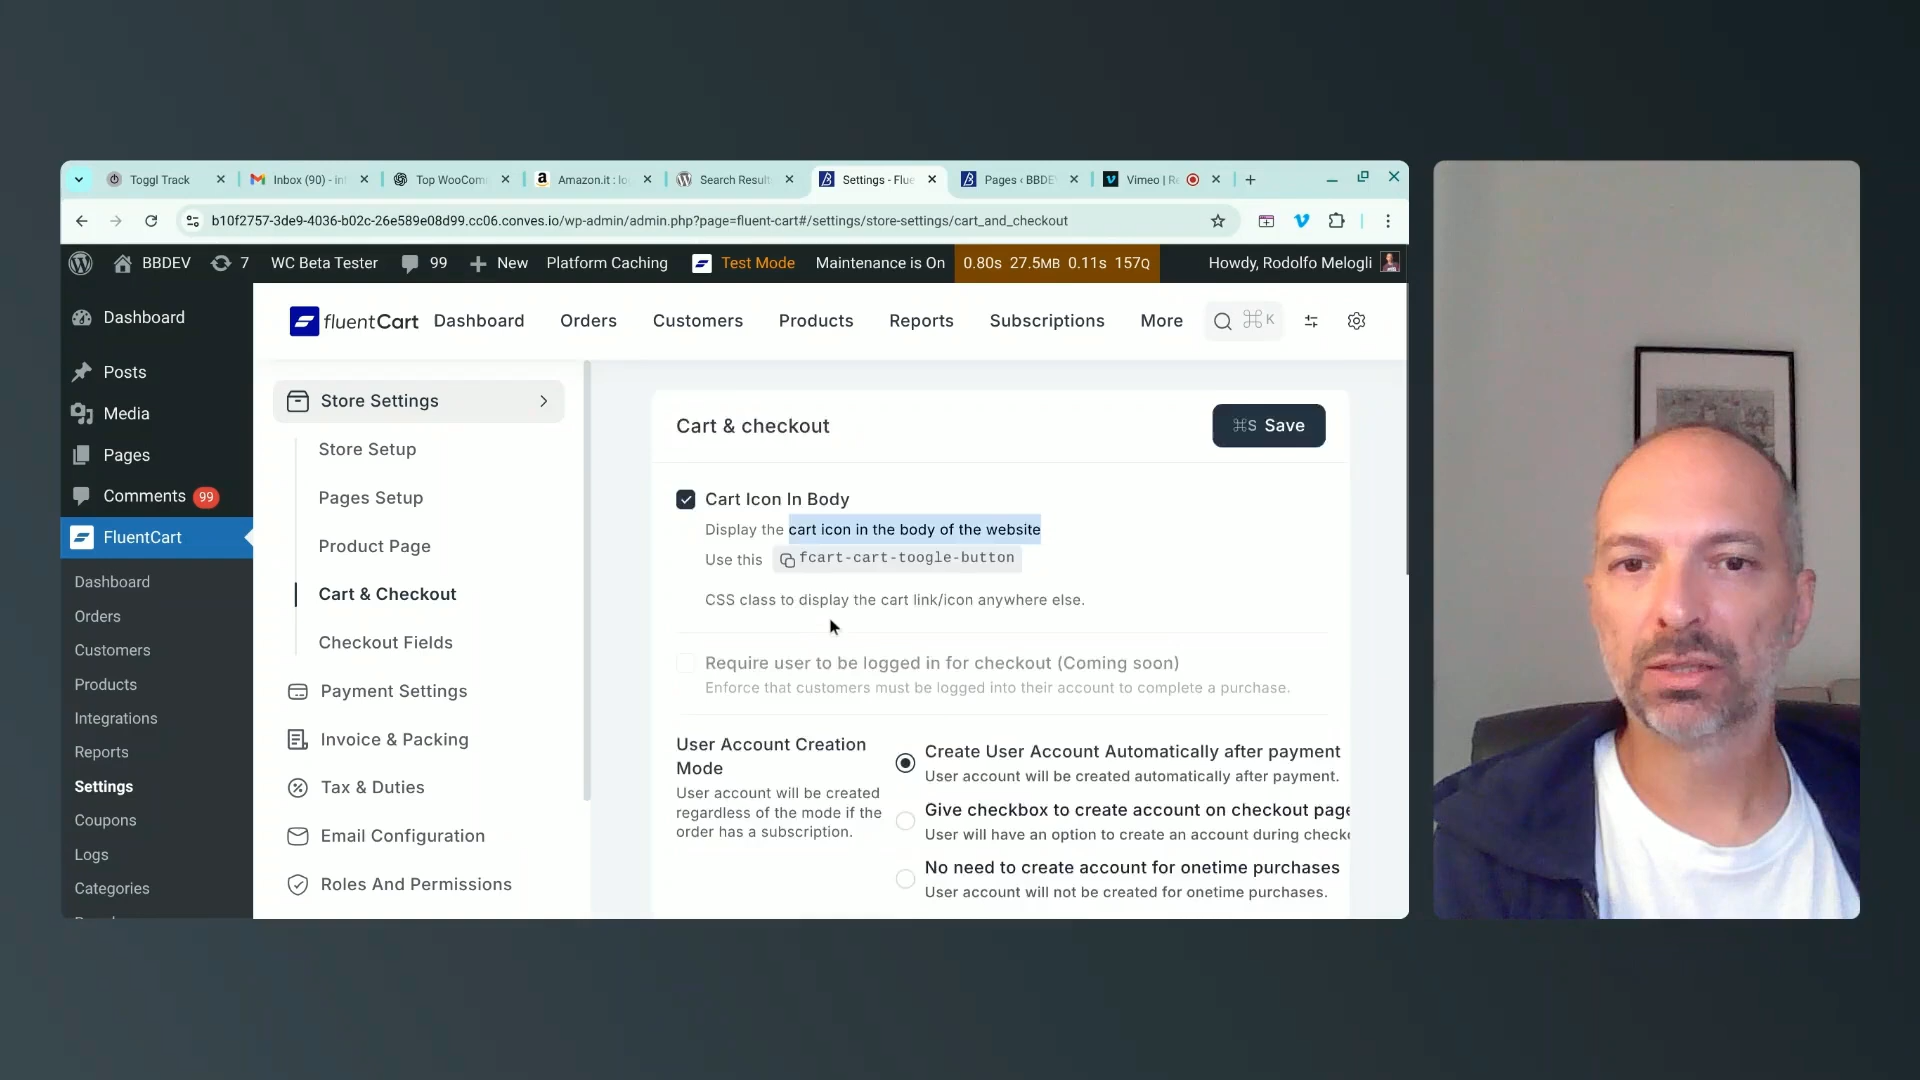 Toggl Track
Inbox (90) - in
Top WooCom
Amazon.it : lo
Search Result
Settings - Flue
Pages ‹ BBDE
Vimeo | Re
b10f2757-3de9-4036-b02c-26e589e08d99.cc06.conves.io/wp-admin/admin.php?page=fluent-cart#/settings/store-settings/cart_and_checkout
BBDEV
7
WC Beta Tester
99
New
Platform Caching
Test Mode
Maintenance is On
0.80s 27.5MB 0.11s 157Q
Howdy, Rodolfo Melogli
Dashboard
Posts
Media
Pages
Comments 99
FluentCart
Dashboard
Orders
Customers
Products
Integrations
Reports
Settings
Coupons
Logs
Categories
fluentCart
Dashboard
Orders
Customers
Products
Reports
Subscriptions
More
⌘K
Store Settings
Store Setup
Pages Setup
Product Page
Cart & Checkout
Checkout Fields
Payment Settings
Invoice & Packing
Tax & Duties
Email Configuration
Roles And Permissions
Cart & checkout
⌘S Save
Cart Icon In Body
Display the cart icon in the body of the website
Use this fcart-cart-toogle-button
CSS class to display the cart link/icon anywhere else.
Require user to be logged in for checkout (Coming soon)
Enforce that customers must be logged into their account to complete a purchase.
User Account Creation
Mode
User account will be created
regardless of the mode if the
order has a subscription.
Create User Account Automatically after payment
User account will be created automatically after payment.
Give checkbox to create account on checkout page
User will have an option to create an account during checko
No need to create account for onetime purchases
User account will not be created for onetime purchases.